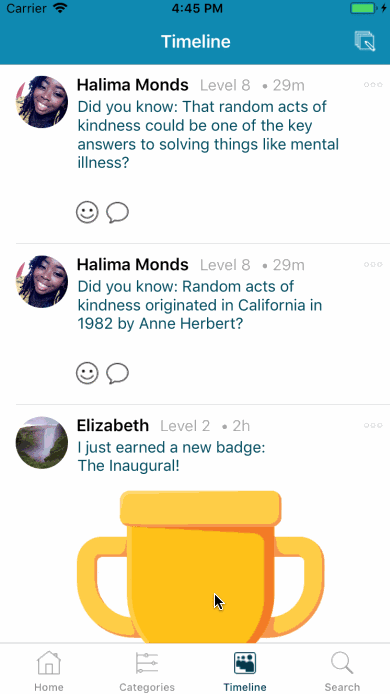 Carrier 4:45 PM
Timeline
Halima Monds Level 8 • 29m
Did you know: That random acts of
kindness could be one of the key
answers to solving things like mental
illness?
Halima Monds Level 8 • 29m
Did you know: Random acts of
kindness originated in California in
1982 by Anne Herbert?
Elizabeth Level 2 • 2h
I just earned a new badge:
The Inaugural!
Home Categories Timeline Search